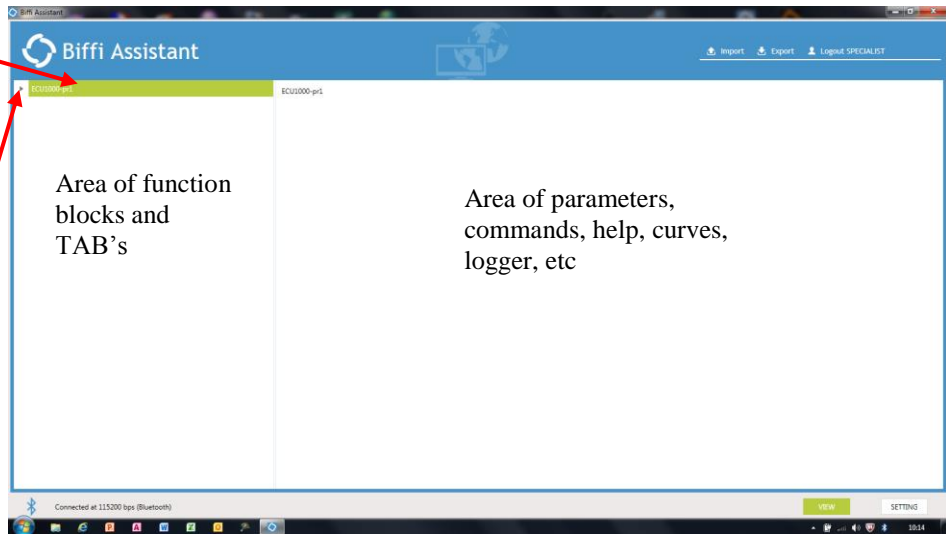 Biffi Assistant
Biffi Assistant
Import Export Logout SPECIALIST
ECU1000-pr1
ECU1000-pr1
Area of function
blocks and
TAB’s
Area of parameters,
commands, help, curves,
logger, etc
Connected at 115200 bps (Bluetooth)
VIEW
SETTING
10:14